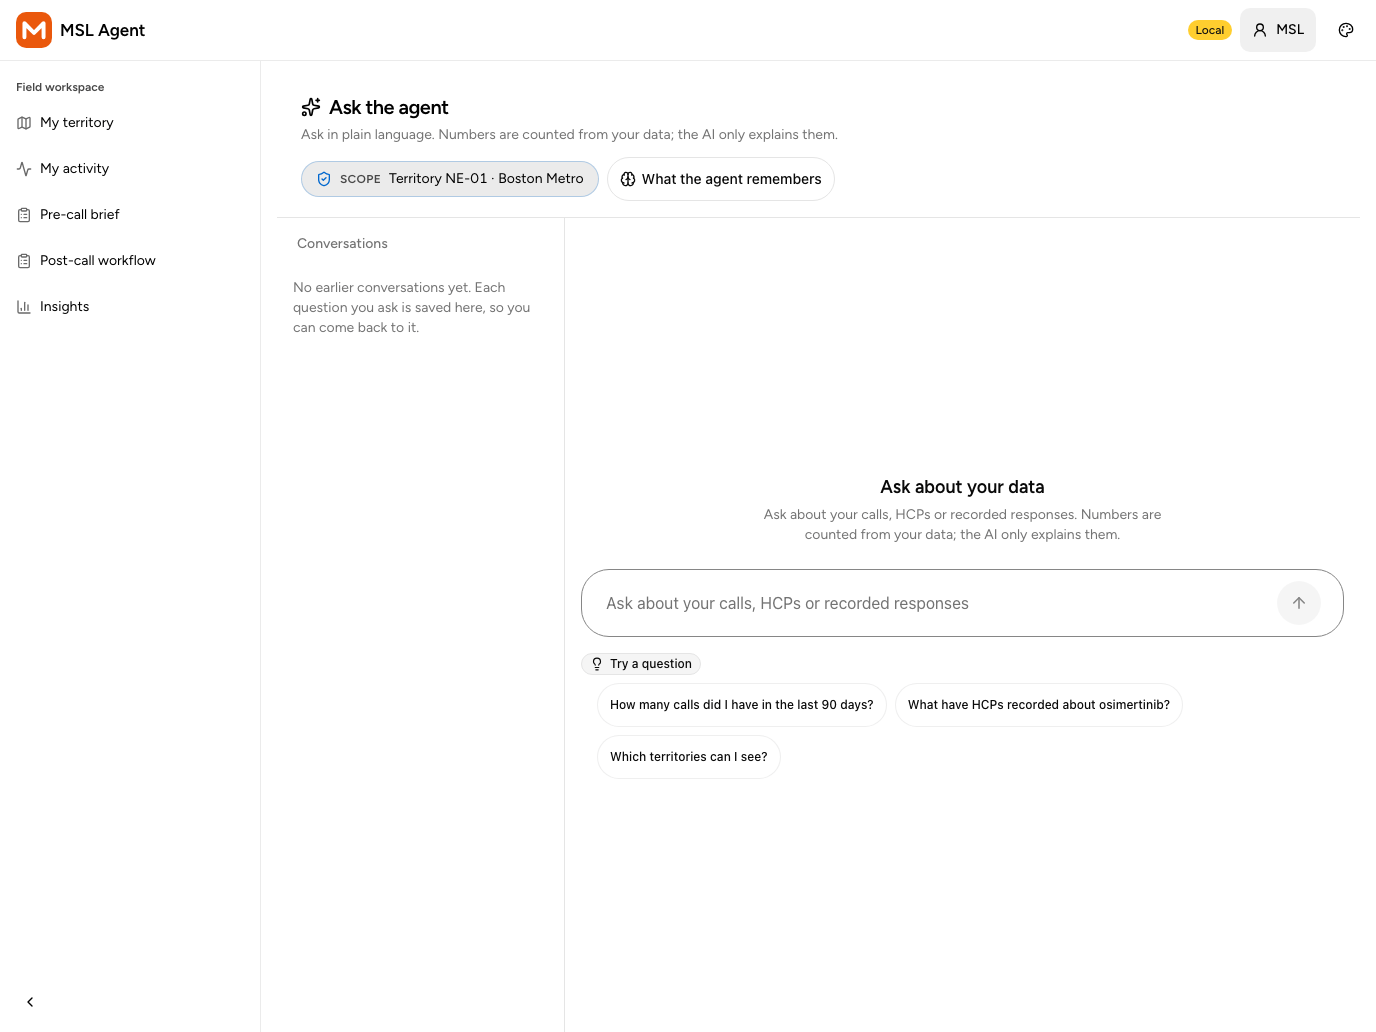 MSL Agent
Local
MSL
Field workspace
My territory
My activity
Pre-call brief
Post-call workflow
Insights
Ask the agent
Ask in plain language. Numbers are counted from your data; the AI only explains them.
SCOPE Territory NE-01 · Boston Metro
What the agent remembers
Conversations
No earlier conversations yet. Each
question you ask is saved here, so you
can come back to it.
Ask about your data
Ask about your calls, HCPs or recorded responses. Numbers are
counted from your data; the AI only explains them.
Ask about your calls, HCPs or recorded responses
Try a question
How many calls did I have in the last 90 days?
What have HCPs recorded about osimertinib?
Which territories can I see?